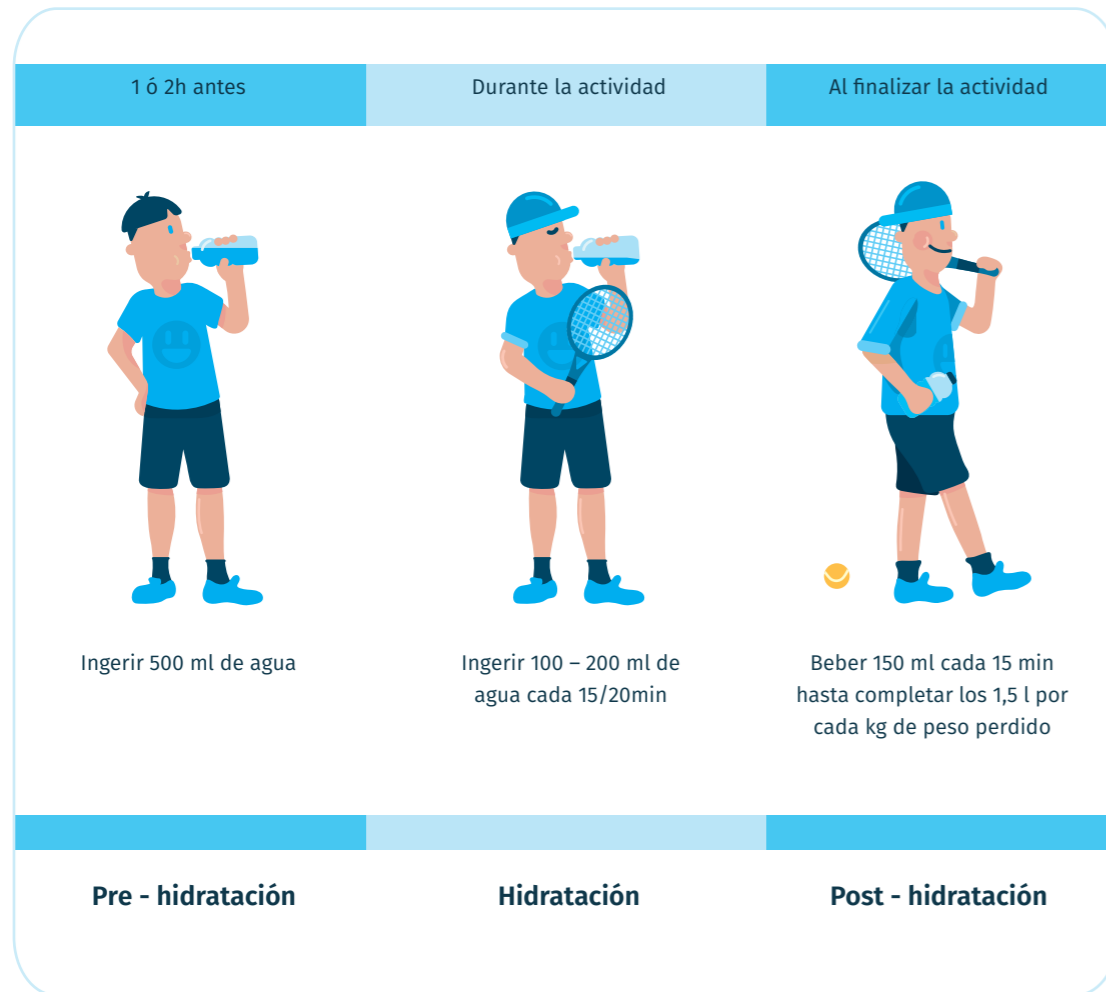 1 ó 2h antes
Durante la actividad
Al finalizar la actividad
Ingerir 500 ml de agua
Ingerir 100 – 200 ml de
agua cada 15/20min
Beber 150 ml cada 15 min
hasta completar los 1,5 l por
cada kg de peso perdido
Pre - hidratación
Hidratación
Post - hidratación